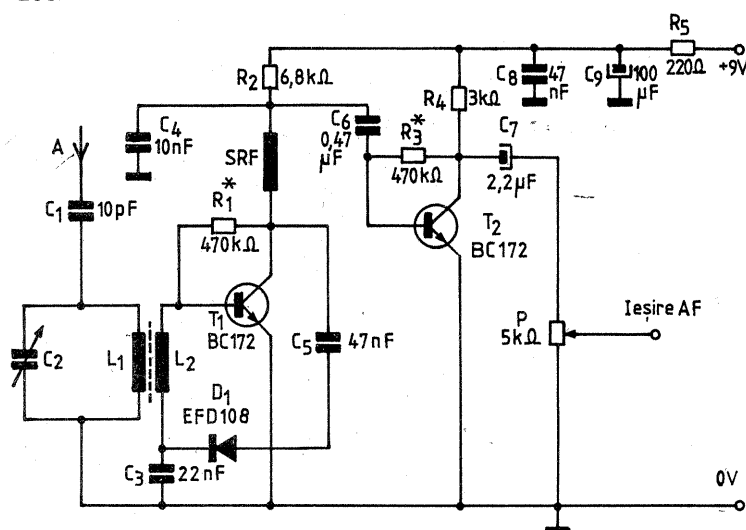 R5
220Ω
+9V
R2
6,8kΩ
C8
47
nF
C9
100
µF
R4
3kΩ
C4
10nF
A
C6
0,47
µF
R3*
470kΩ
C7
2,2µF
SRF
C1
10pF
R1*
470kΩ
T2
BC172
T1
BC172
Ieșire AF
P
5kΩ
C2
L1
L2
C5
47nF
D1
EFD108
C3
22nF
0V